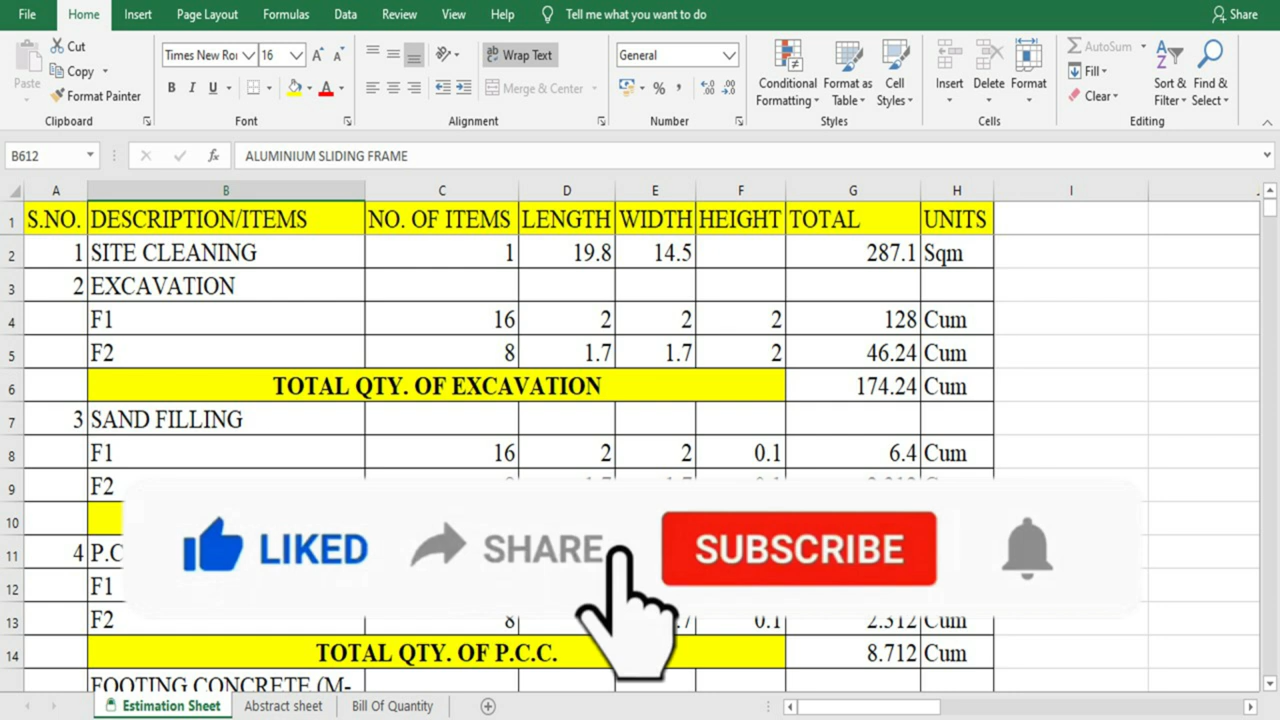 File Home Insert Page Layout Formulas Data Review View Help Tell me what you want to do Share
Cut
Copy
Format Painter
Paste
Clipboard
Times New Roı 16
B I U
Font
Wrap Text
Merge & Center
Alignment
General
Number
Conditional Formatting
Format as Table
Cell Styles
Styles
Insert Delete Format
Cells
AutoSum
Fill
Clear
Sort & Filter
Find & Select
Editing
B612 fx ALUMINIUM SLIDING FRAME
A B C D E F G H I
1 S.NO. DESCRIPTION/ITEMS NO. OF ITEMS LENGTH WIDTH HEIGHT TOTAL UNITS
2 1 SITE CLEANING 1 19.8 14.5 287.1 Sqm
3 2 EXCAVATION
4 F1 16 2 2 2 128 Cum
5 F2 8 1.7 1.7 2 46.24 Cum
6 TOTAL QTY. OF EXCAVATION 174.24 Cum
7 3 SAND FILLING
8 F1 16 2 2 0.1 6.4 Cum
9 F2
10
11 4 P.C
12 F1
13 F2 8 0.1 2.312 Cum
14 TOTAL QTY. OF P.C.C. 8.712 Cum
FOOTING CONCRETE (M-
LIKED SHARE SUBSCRIBE
Estimation Sheet Abstract sheet Bill Of Quantity